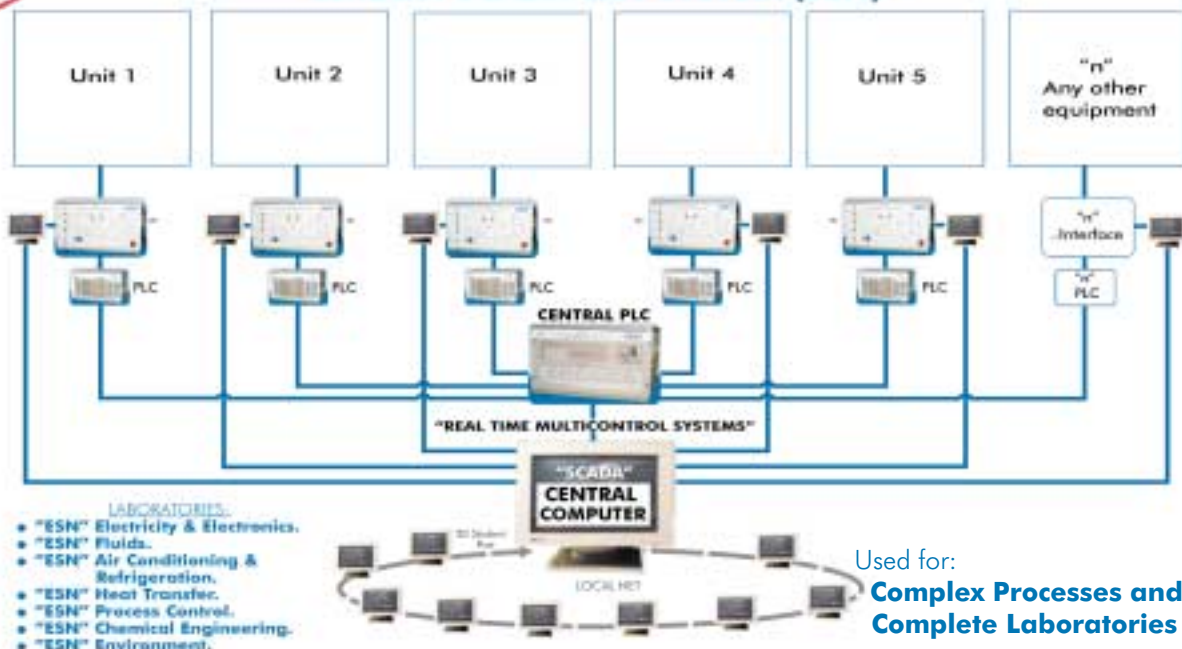 Unit 1
Unit 2
Unit 3
Unit 4
Unit 5
"n"
Any other
equipment
"n"
Interface
PLC
PLC
PLC
PLC
PLC
"n"
PLC
CENTRAL PLC
"REAL TIME MULTICONTROL SYSTEMS"
"SCADA"
CENTRAL
COMPUTER
LABORATORIES:
• "ESN" Electricity & Electronics.
• "ESN" Fluids.
• "ESN" Air Conditioning &
Refrigeration.
• "ESN" Heat Transfer.
• "ESN" Process Control.
• "ESN" Chemical Engineering.
• "ESN" Environment.
30 Student
LOCAL NET
Used for:
Complex Processes and
Complete Laboratories